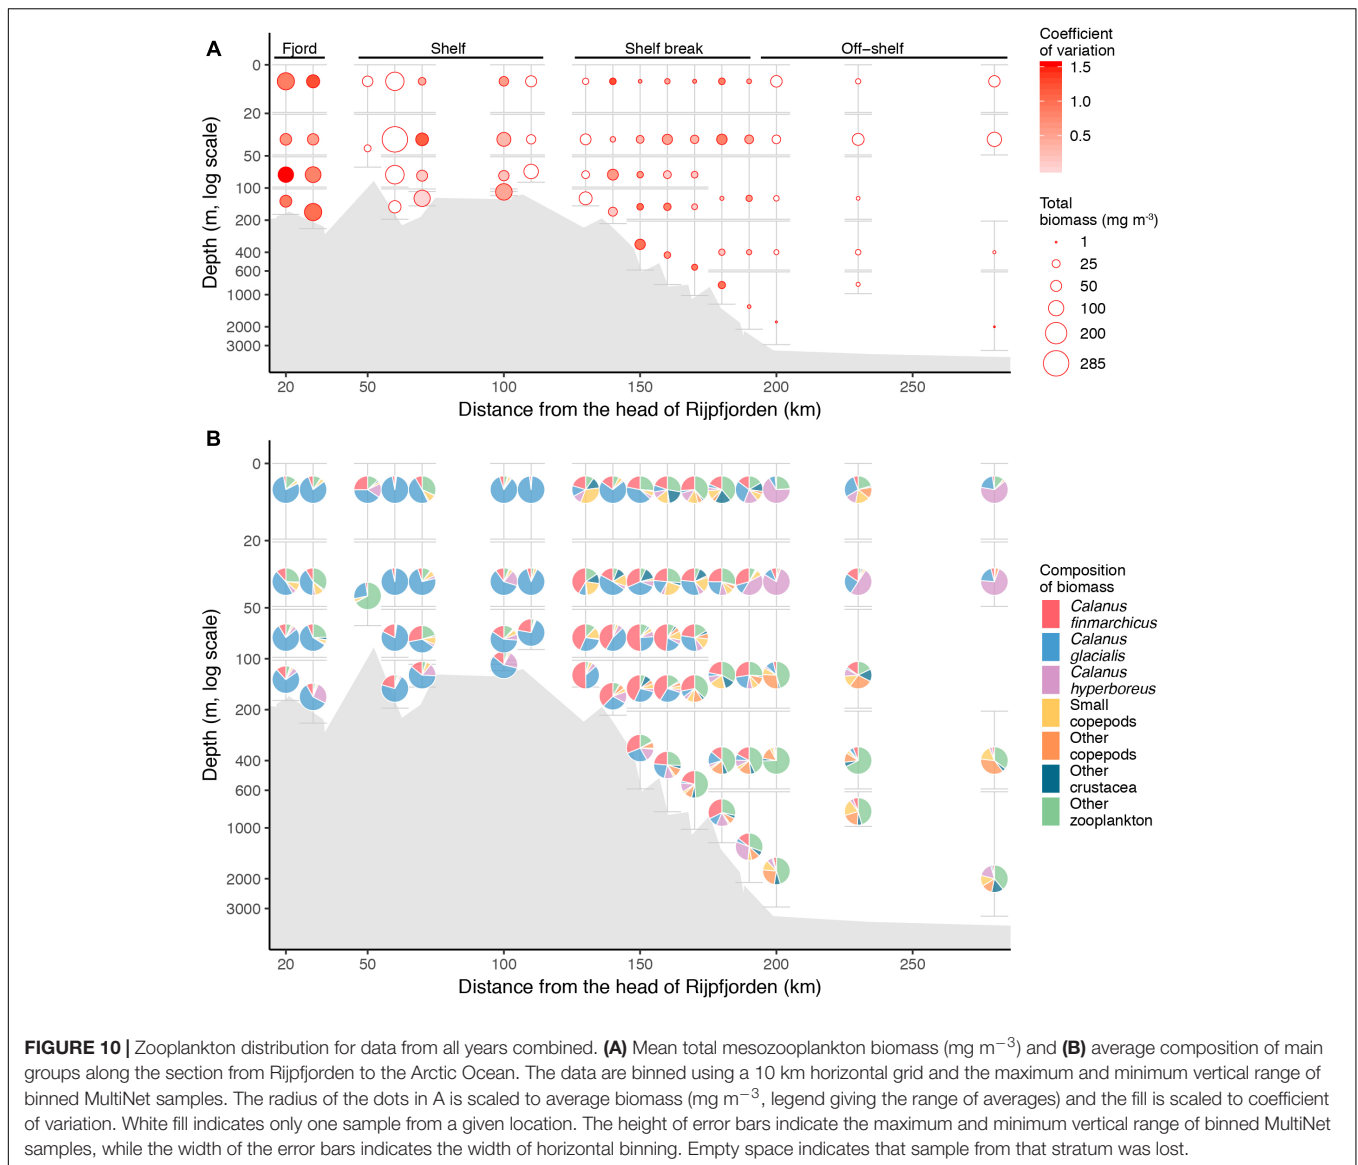 A
Fjord
Shelf
Shelf break
Off−shelf
0
20
50
100
200
400
600
1000
2000
3000
Depth (m, log scale)
20
50
100
150
200
250
Distance from the head of Rijpfjorden (km)
Coefficient
of variation
1.5
1.0
0.5
Total
biomass (mg m⁻³)
1
25
50
100
200
285
B
0
20
50
100
200
400
600
1000
2000
3000
Depth (m, log scale)
20
50
100
150
200
250
Distance from the head of Rijpfjorden (km)
Composition
of biomass
Calanus
finmarchicus
Calanus
glacialis
Calanus
hyperboreus
Small
copepods
Other
copepods
Other
crustacea
Other
zooplankton
FIGURE 10 | Zooplankton distribution for data from all years combined. (A) Mean total mesozooplankton biomass (mg m⁻³) and (B) average composition of main
groups along the section from Rijpfjorden to the Arctic Ocean. The data are binned using a 10 km horizontal grid and the maximum and minimum vertical range of
binned MultiNet samples. The radius of the dots in A is scaled to average biomass (mg m⁻³, legend giving the range of averages) and the fill is scaled to coefficient
of variation. White fill indicates only one sample from a given location. The height of error bars indicate the maximum and minimum vertical range of binned MultiNet
samples, while the width of the error bars indicates the width of horizontal binning. Empty space indicates that sample from that stratum was lost.